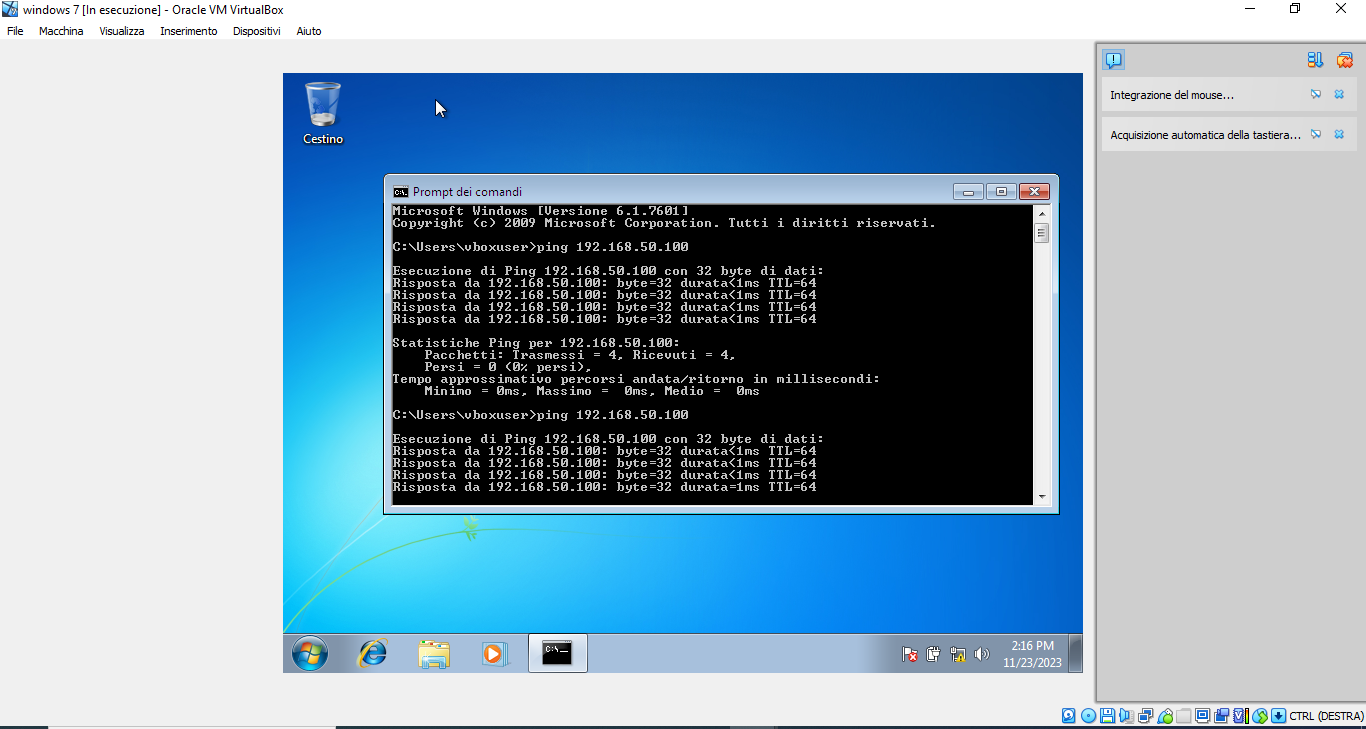 windows 7 [In esecuzione] - Oracle VM VirtualBox
File Macchina Visualizza Inserimento Dispositivi Aiuto
Integrazione del mouse...
Acquisizione automatica della tastiera...
Cestino
C:\. Prompt dei comandi
Microsoft Windows [Versione 6.1.7601]
Copyright (c) 2009 Microsoft Corporation. Tutti i diritti riservati.
C:\Users\vboxuser>ping 192.168.50.100
Esecuzione di Ping 192.168.50.100 con 32 byte di dati:
Risposta da 192.168.50.100: byte=32 durata<1ms TTL=64
Risposta da 192.168.50.100: byte=32 durata<1ms TTL=64
Risposta da 192.168.50.100: byte=32 durata<1ms TTL=64
Risposta da 192.168.50.100: byte=32 durata<1ms TTL=64
Statistiche Ping per 192.168.50.100:
Pacchetti: Trasmessi = 4, Ricevuti = 4,
Persi = 0 (0% persi),
Tempo approssimativo percorsi andata/ritorno in millisecondi:
Minimo = 0ms, Massimo = 0ms, Medio = 0ms
C:\Users\vboxuser>ping 192.168.50.100
Esecuzione di Ping 192.168.50.100 con 32 byte di dati:
Risposta da 192.168.50.100: byte=32 durata<1ms TTL=64
Risposta da 192.168.50.100: byte=32 durata<1ms TTL=64
Risposta da 192.168.50.100: byte=32 durata<1ms TTL=64
Risposta da 192.168.50.100: byte=32 durata=1ms TTL=64
C:\. 2:16 PM
11/23/2023
CTRL (DESTRA)